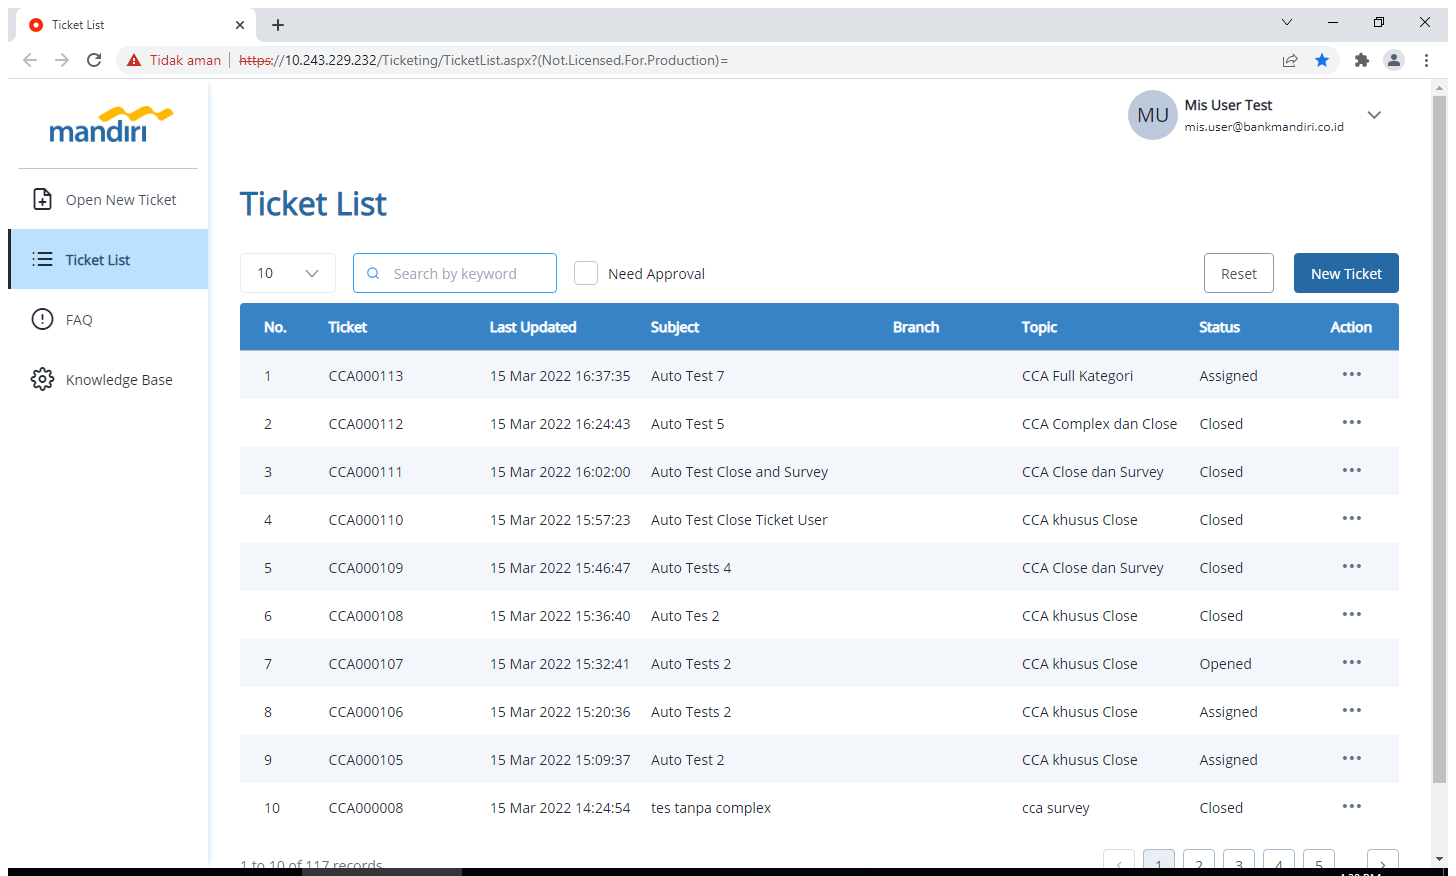 Ticket List
Tidak aman https://10.243.229.232/Ticketing/TicketList.aspx?(Not.Licensed.For.Production)=
mandiri
MU
Mis User Test
mis.user@bankmandiri.co.id
Open New Ticket
Ticket List
FAQ
Knowledge Base
Ticket List
10 Search by keyword Need Approval Reset New Ticket
No. Ticket Last Updated Subject Branch Topic Status Action
1 CCA000113 15 Mar 2022 16:37:35 Auto Test 7 CCA Full Kategori Assigned
2 CCA000112 15 Mar 2022 16:24:43 Auto Test 5 CCA Complex dan Close Closed
3 CCA000111 15 Mar 2022 16:02:00 Auto Test Close and Survey CCA Close dan Survey Closed
4 CCA000110 15 Mar 2022 15:57:23 Auto Test Close Ticket User CCA khusus Close Closed
5 CCA000109 15 Mar 2022 15:46:47 Auto Tests 4 CCA Close dan Survey Closed
6 CCA000108 15 Mar 2022 15:36:40 Auto Tes 2 CCA khusus Close Closed
7 CCA000107 15 Mar 2022 15:32:41 Auto Tests 2 CCA khusus Close Opened
8 CCA000106 15 Mar 2022 15:20:36 Auto Tests 2 CCA khusus Close Assigned
9 CCA000105 15 Mar 2022 15:09:37 Auto Test 2 CCA khusus Close Assigned
10 CCA000008 15 Mar 2022 14:24:54 tes tanpa complex cca survey Closed
1 to 10 of 117 records 1 2 3 4 5